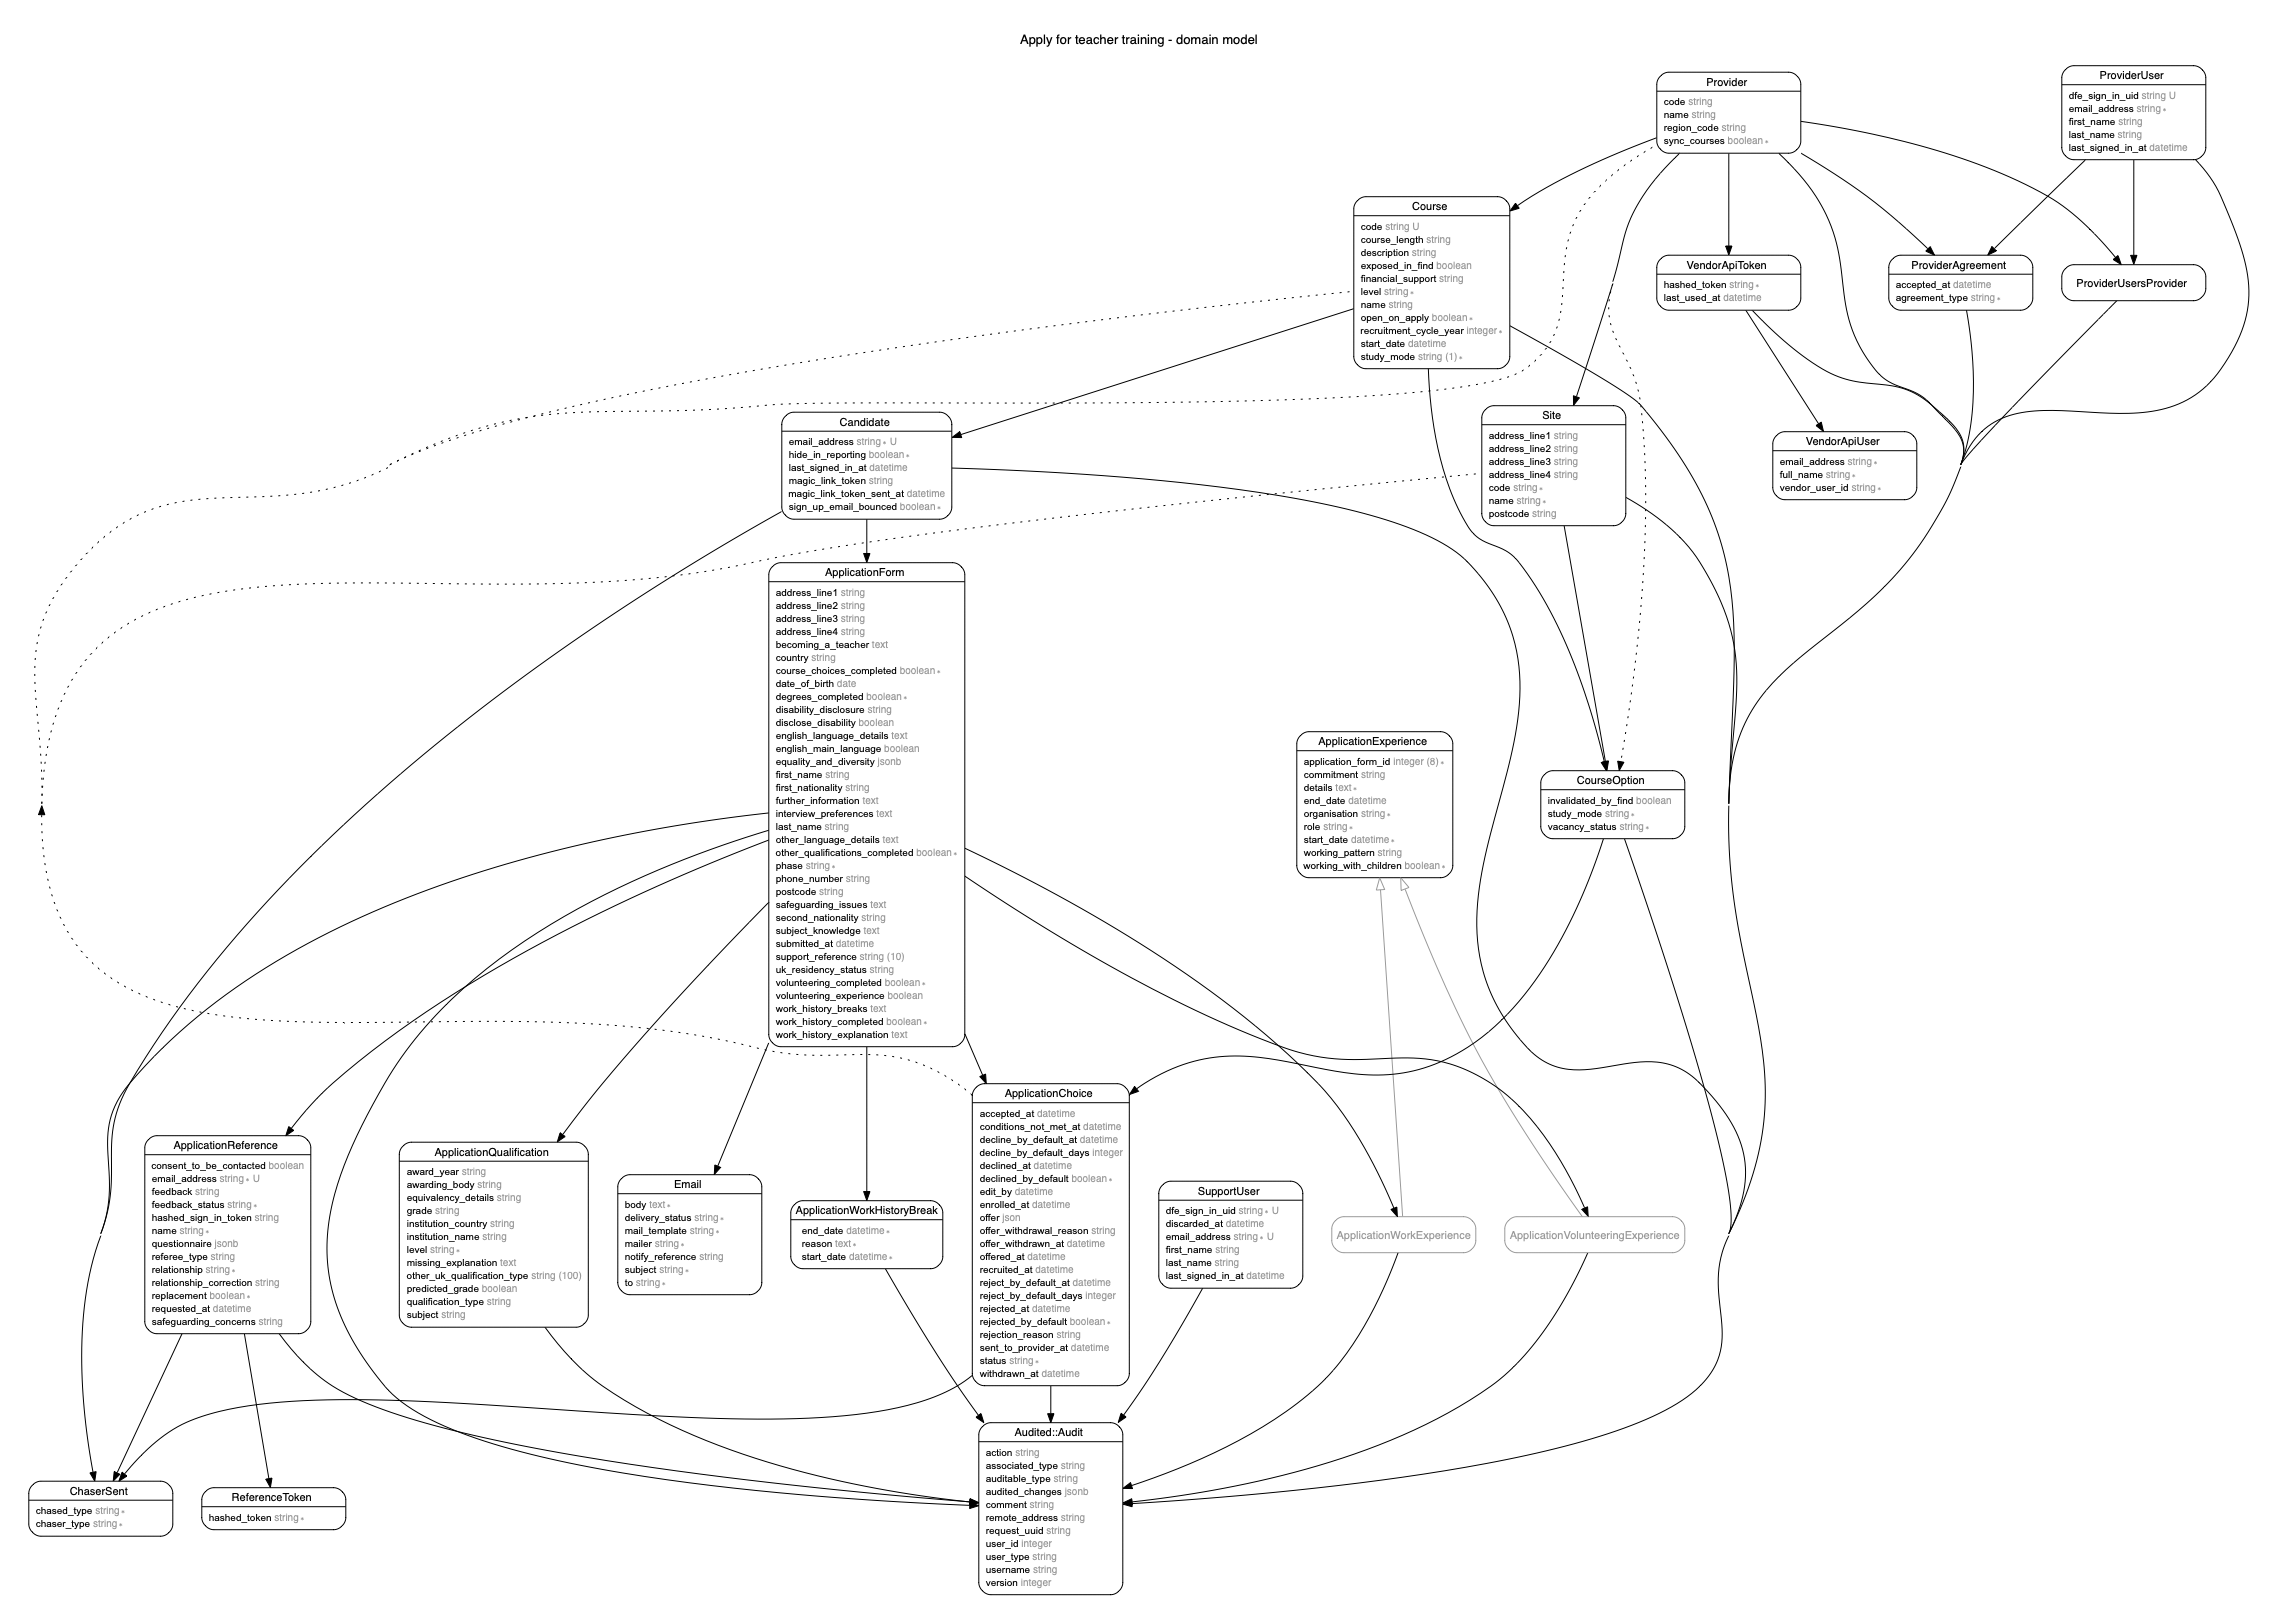 Apply for teacher training - domain model
Provider
code string
name string
region_code string
sync_courses boolean ∗
ProviderUser
dfe_sign_in_uid string U
email_address string ∗
first_name string
last_name string
last_signed_in_at datetime
Course
code string U
course_length string
description string
exposed_in_find boolean
financial_support string
level string ∗
name string
open_on_apply boolean ∗
recruitment_cycle_year integer ∗
start_date datetime
study_mode string (1) ∗
VendorApiToken
hashed_token string ∗
last_used_at datetime
ProviderAgreement
accepted_at datetime
agreement_type string ∗
ProviderUsersProvider
Candidate
email_address string ∗ U
hide_in_reporting boolean ∗
last_signed_in_at datetime
magic_link_token string
magic_link_token_sent_at datetime
sign_up_email_bounced boolean ∗
Site
address_line1 string
address_line2 string
address_line3 string
address_line4 string
code string ∗
name string ∗
postcode string
VendorApiUser
email_address string ∗
full_name string ∗
vendor_user_id string ∗
ApplicationForm
address_line1 string
address_line2 string
address_line3 string
address_line4 string
becoming_a_teacher text
country string
course_choices_completed boolean ∗
date_of_birth date
degrees_completed boolean ∗
disability_disclosure string
disclose_disability boolean
english_language_details text
english_main_language boolean
equality_and_diversity jsonb
first_name string
first_nationality string
further_information text
interview_preferences text
last_name string
other_language_details text
other_qualifications_completed boolean ∗
phase string ∗
phone_number string
postcode string
safeguarding_issues text
second_nationality string
subject_knowledge text
submitted_at datetime
support_reference string (10)
uk_residency_status string
volunteering_completed boolean ∗
volunteering_experience boolean
work_history_breaks text
work_history_completed boolean ∗
work_history_explanation text
ApplicationExperience
application_form_id integer (8) ∗
commitment string
details text ∗
end_date datetime
organisation string ∗
role string ∗
start_date datetime ∗
working_pattern string
working_with_children boolean ∗
CourseOption
invalidated_by_find boolean
study_mode string ∗
vacancy_status string ∗
ApplicationReference
consent_to_be_contacted boolean
email_address string ∗ U
feedback string
feedback_status string ∗
hashed_sign_in_token string
name string ∗
questionnaire jsonb
referee_type string
relationship string ∗
relationship_correction string
replacement boolean ∗
requested_at datetime
safeguarding_concerns string
ApplicationQualification
award_year string
awarding_body string
equivalency_details string
grade string
institution_country string
institution_name string
level string ∗
missing_explanation text
other_uk_qualification_type string (100)
predicted_grade boolean
qualification_type string
subject string
Email
body text ∗
delivery_status string ∗
mail_template string ∗
mailer string ∗
notify_reference string
subject string ∗
to string ∗
ApplicationWorkHistoryBreak
end_date datetime ∗
reason text ∗
start_date datetime ∗
ApplicationChoice
accepted_at datetime
conditions_not_met_at datetime
decline_by_default_at datetime
decline_by_default_days integer
declined_at datetime
declined_by_default boolean ∗
edit_by datetime
enrolled_at datetime
offer json
offer_withdrawal_reason string
offer_withdrawn_at datetime
offered_at datetime
recruited_at datetime
reject_by_default_at datetime
reject_by_default_days integer
rejected_at datetime
rejected_by_default boolean ∗
rejection_reason string
sent_to_provider_at datetime
status string ∗
withdrawn_at datetime
SupportUser
dfe_sign_in_uid string ∗ U
discarded_at datetime
email_address string ∗ U
first_name string
last_name string
last_signed_in_at datetime
ApplicationWorkExperience
ApplicationVolunteeringExperience
ChaserSent
chased_type string ∗
chaser_type string ∗
ReferenceToken
hashed_token string ∗
Audited::Audit
action string
associated_type string
auditable_type string
audited_changes jsonb
comment string
remote_address string
request_uuid string
user_id integer
user_type string
username string
version integer